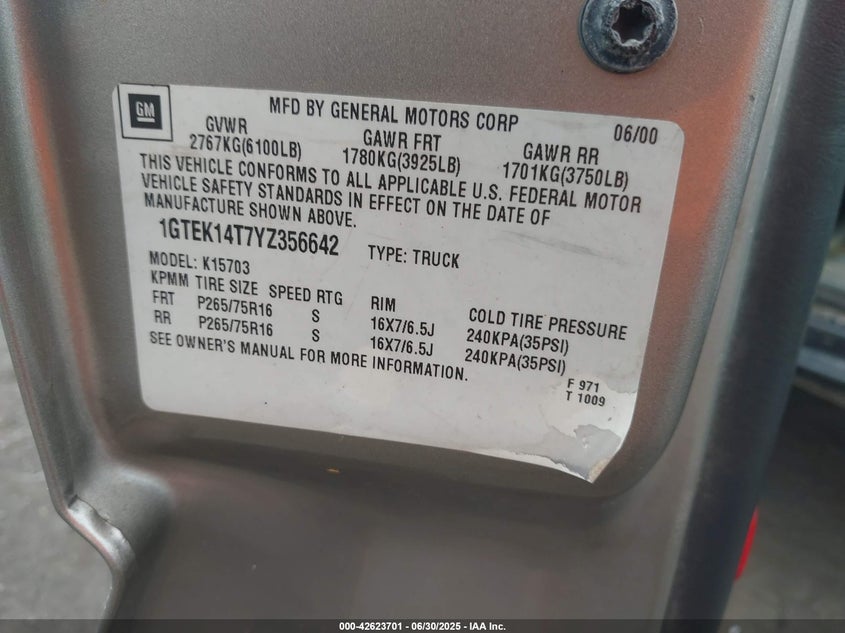 GM
MFD BY GENERAL MOTORS CORP 06/00
GVWR GAWR FRT GAWR RR
2767KG(6100LB) 1780KG(3925LB) 1701KG(3750LB)
THIS VEHICLE CONFORMS TO ALL APPLICABLE U.S. FEDERAL MOTOR
VEHICLE SAFETY STANDARDS IN EFFECT ON THE DATE OF
MANUFACTURE SHOWN ABOVE.
1GTEK14T7YZ356642 TYPE: TRUCK
MODEL: K15703
KPMM TIRE SIZE SPEED RTG RIM COLD TIRE PRESSURE
FRT P265/75R16 S 16X7/6.5J 240KPA(35PSI)
RR P265/75R16 S 16X7/6.5J 240KPA(35PSI)
SEE OWNER'S MANUAL FOR MORE INFORMATION.
F 971
T 1009
000-42623701 - 06/30/2025 - IAA Inc.